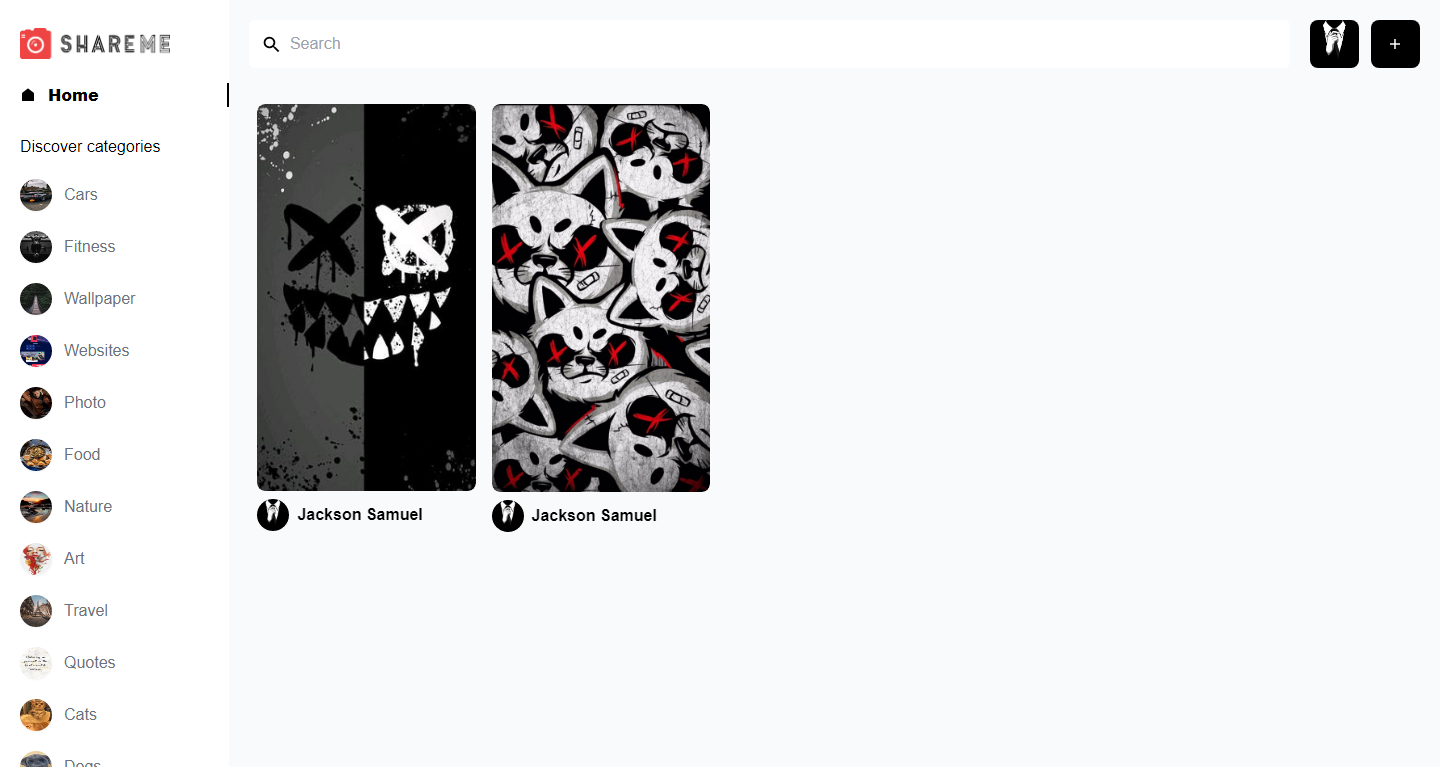 SHAREME
Search
+
Home
Discover categories
Cars
Fitness
Wallpaper
Websites
Photo
Food
Nature
Art
Travel
Quotes
Cats
Dogs
Jackson Samuel
Jackson Samuel